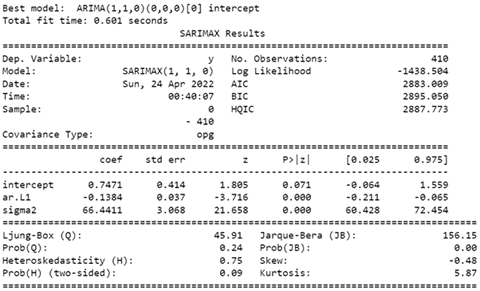 Best model:  ARIMA(1,1,0)(0,0,0)[0] intercept
Total fit time: 0.601 seconds
SARIMAX Results
==============================================================================
Dep. Variable: y No. Observations: 410
Model: SARIMAX(1, 1, 0) Log Likelihood -1438.504
Date: Sun, 24 Apr 2022 AIC 2883.009
Time: 00:40:07 BIC 2895.050
Sample: 0 HQIC 2887.773
- 410
Covariance Type: opg
==============================================================================
coef std err z P>|z| [0.025 0.975]
------------------------------------------------------------------------------
intercept 0.7471 0.414 1.805 0.071 -0.064 1.559
ar.L1 -0.1384 0.037 -3.716 0.000 -0.211 -0.065
sigma2 66.4411 3.068 21.658 0.000 60.428 72.454
==============================================================================
Ljung-Box (Q): 45.91 Jarque-Bera (JB): 156.15
Prob(Q): 0.24 Prob(JB): 0.00
Heteroskedasticity (H): 0.75 Skew: -0.48
Prob(H) (two-sided): 0.09 Kurtosis: 5.87
==============================================================================